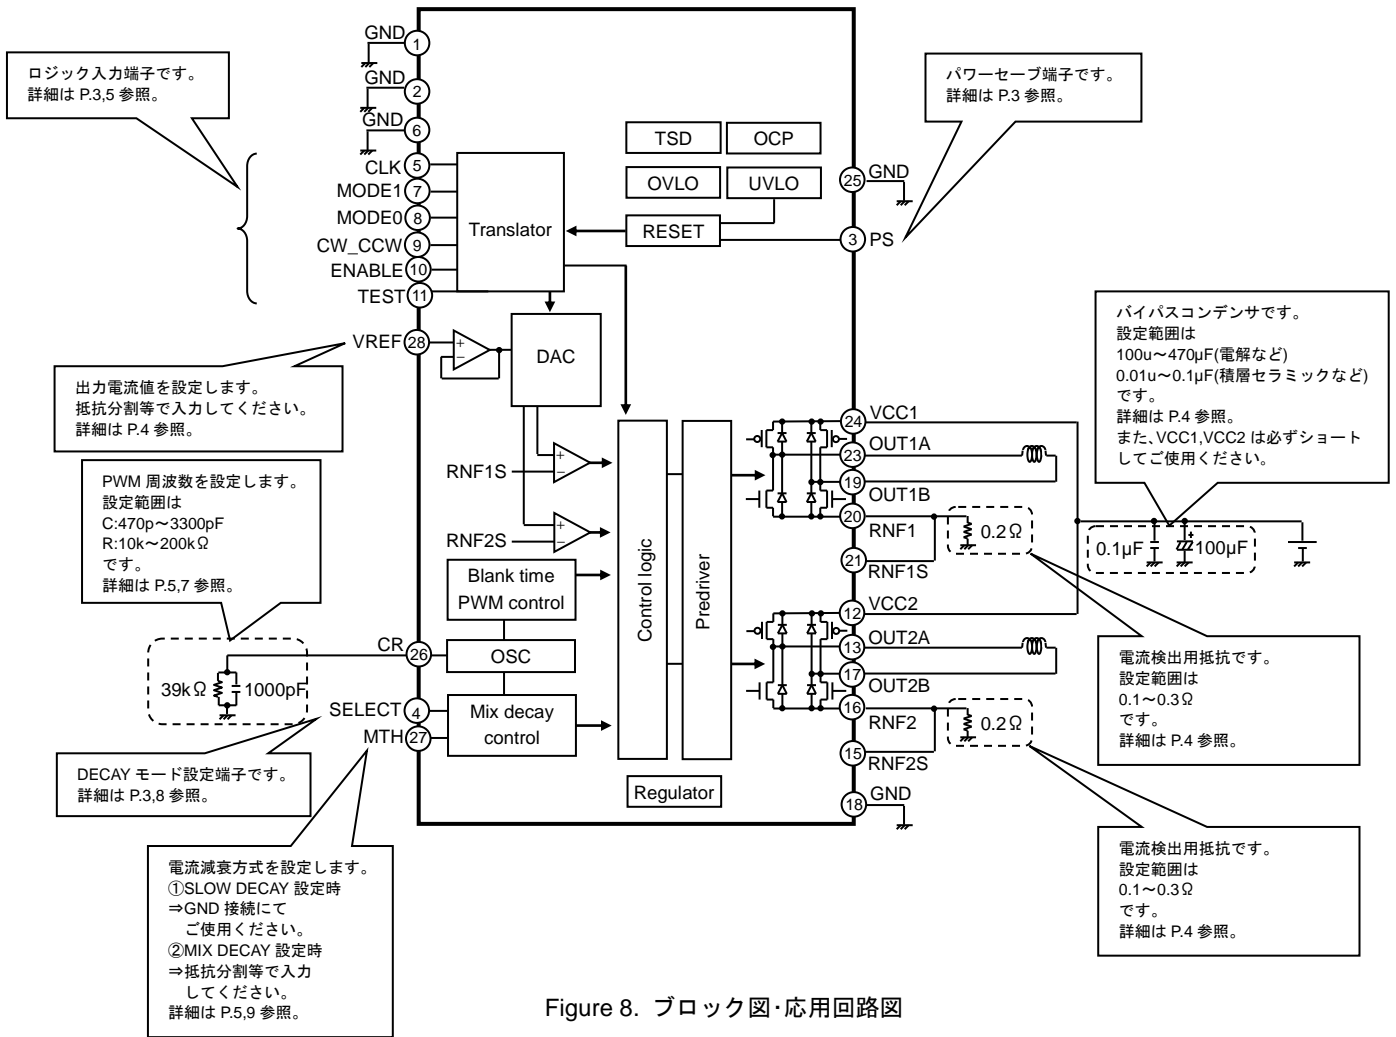 GND
1
GND
2
GND
6
ロジック入力端子です。
詳細は P.3,5 参照。
CLK
5
MODE1
7
MODE0
8
CW_CCW
9
ENABLE
10
TEST
11
Translator
TSD
OCP
OVLO
UVLO
RESET
パワーセーブ端子です。
詳細は P.3 参照。
25
GND
3
PS
VREF
28
+
−
DAC
出力電流値を設定します。
抵抗分割等で入力してください。
詳細は P.4 参照。
RNF1S
+
−
RNF2S
+
−
バイパスコンデンサです。
設定範囲は
100u～470µF(電解など)
0.01u～0.1µF(積層セラミックなど)
です。
詳細は P.4 参照。
また、VCC1,VCC2 は必ずショート
してご使用ください。
PWM 周波数を設定します。
設定範囲は
C:470p～3300pF
R:10k～200kΩ
です。
詳細は P.5,7 参照。
Blank time
PWM control
OSC
Mix decay
control
Control logic
Predriver
Regulator
24
VCC1
23
OUT1A
19
OUT1B
20
RNF1
21
RNF1S
0.2Ω
0.1µF
+
100µF
12
VCC2
13
OUT2A
17
OUT2B
16
RNF2
15
RNF2S
0.2Ω
18
GND
CR
26
39kΩ
1000pF
SELECT
4
MTH
27
DECAY モード設定端子です。
詳細は P.3,8 参照。
電流検出用抵抗です。
設定範囲は
0.1～0.3Ω
です。
詳細は P.4 参照。
電流検出用抵抗です。
設定範囲は
0.1～0.3Ω
です。
詳細は P.4 参照。
電流減衰方式を設定します。
①SLOW DECAY 設定時
⇒GND 接続にて
ご使用ください。
②MIX DECAY 設定時
⇒抵抗分割等で入力
してください。
詳細は P.5,9 参照。
Figure 8. ブロック図・応用回路図